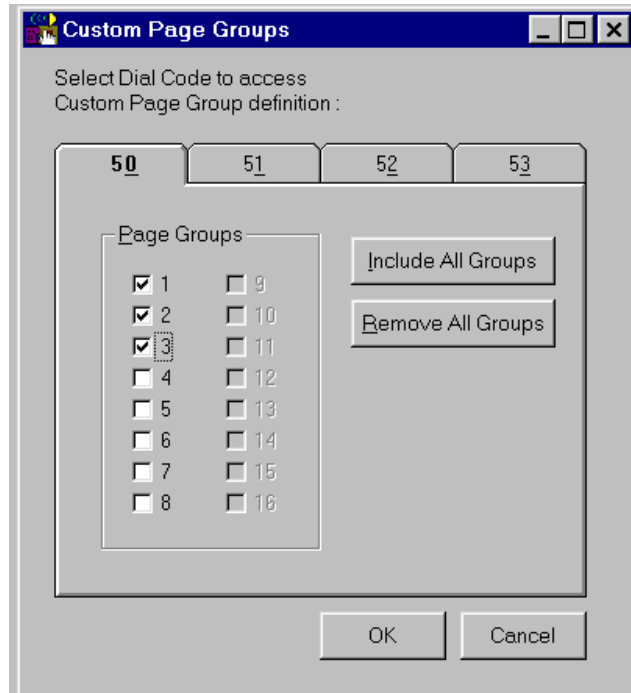 Custom Page Groups
Select Dial Code to access
Custom Page Group definition :
50 51 52 53
Page Groups
Include All Groups
Remove All Groups
1 9
2 10
3 11
4 12
5 13
6 14
7 15
8 16
OK Cancel